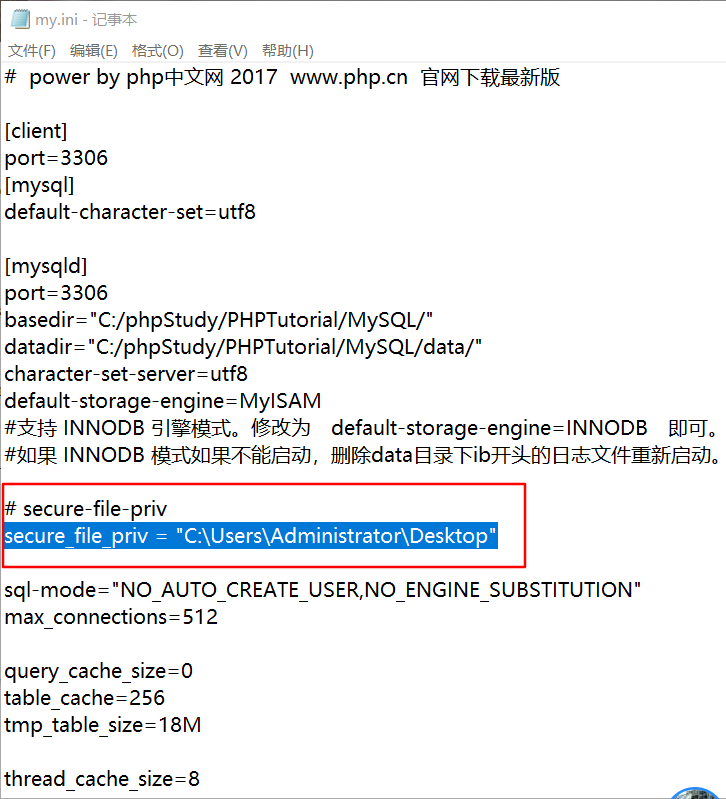 my.ini - 记事本
文件(F) 编辑(E) 格式(O) 查看(V) 帮助(H)
# power by php中文网 2017 www.php.cn 官网下载最新版
[client]
port=3306
[mysql]
default-character-set=utf8
[mysqld]
port=3306
basedir="C:/phpStudy/PHPTutorial/MySQL/"
datadir="C:/phpStudy/PHPTutorial/MySQL/data/"
character-set-server=utf8
default-storage-engine=MyISAM
#支持 INNODB 引擎模式。修改为 default-storage-engine=INNODB 即可。
#如果 INNODB 模式如果不能启动，删除data目录下ib开头的日志文件重新启动。
# secure-file-priv
secure_file_priv = "C:\Users\Administrator\Desktop"
sql-mode="NO_AUTO_CREATE_USER,NO_ENGINE_SUBSTITUTION"
max_connections=512
query_cache_size=0
table_cache=256
tmp_table_size=18M
thread_cache_size=8